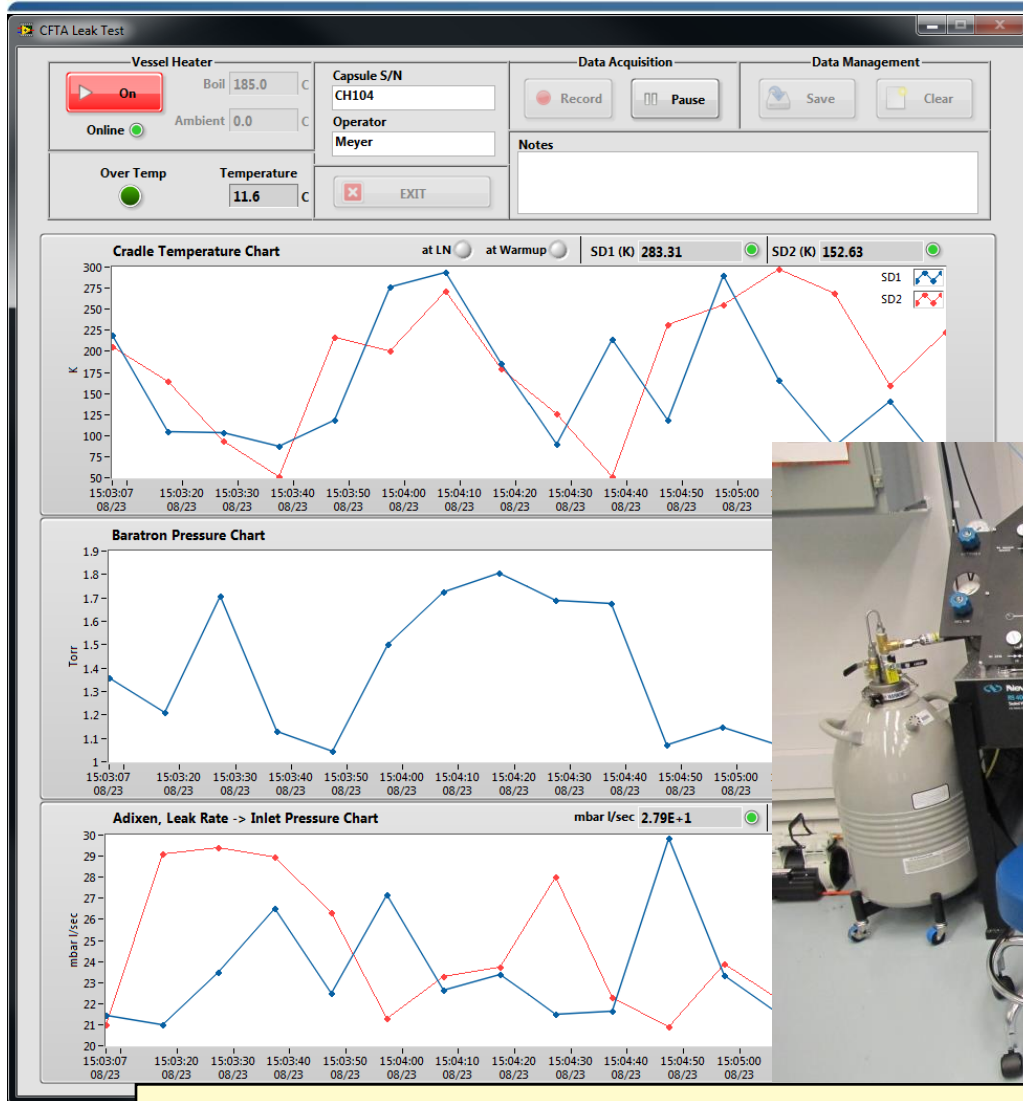 CFTA Leak Test
Vessel Heater
On
Boil 185.0 C
Ambient 0.0 C
Online
Over Temp
Temperature
11.6 C
Capsule S/N
CH104
Operator
Meyer
EXIT
Data Acquisition
Record
Pause
Data Management
Save
Clear
Notes
Cradle Temperature Chart
at LN
at Warmup
SD1 (K) 283.31
SD2 (K) 152.63
SD1
SD2
300
275
250
225
200
175
150
125
100
75
50
K
15:03:07 15:03:20 15:03:30 15:03:40 15:03:50 15:04:00 15:04:10 15:04:20 15:04:30 15:04:40 15:04:50 15:05:00
08/23 08/23 08/23 08/23 08/23 08/23 08/23 08/23 08/23 08/23 08/23 08/23
Baratron Pressure Chart
1.9
1.8
1.7
1.6
1.5
1.4
1.3
1.2
1.1
1
Torr
15:03:07 15:03:20 15:03:30 15:03:40 15:03:50 15:04:00 15:04:10 15:04:20 15:04:30 15:04:40 15:04:50 15:05:00
08/23 08/23 08/23 08/23 08/23 08/23 08/23 08/23 08/23 08/23 08/23 08/23
Adixen, Leak Rate -> Inlet Pressure Chart
mbar l/sec 2.79E+1
30
29
28
27
26
25
24
23
22
21
20
mbar l/sec
15:03:07 15:03:20 15:03:30 15:03:40 15:03:50 15:04:00 15:04:10 15:04:20 15:04:30 15:04:40 15:04:50 15:05:00
08/23 08/23 08/23 08/23 08/23 08/23 08/23 08/23 08/23 08/23 08/23 08/23